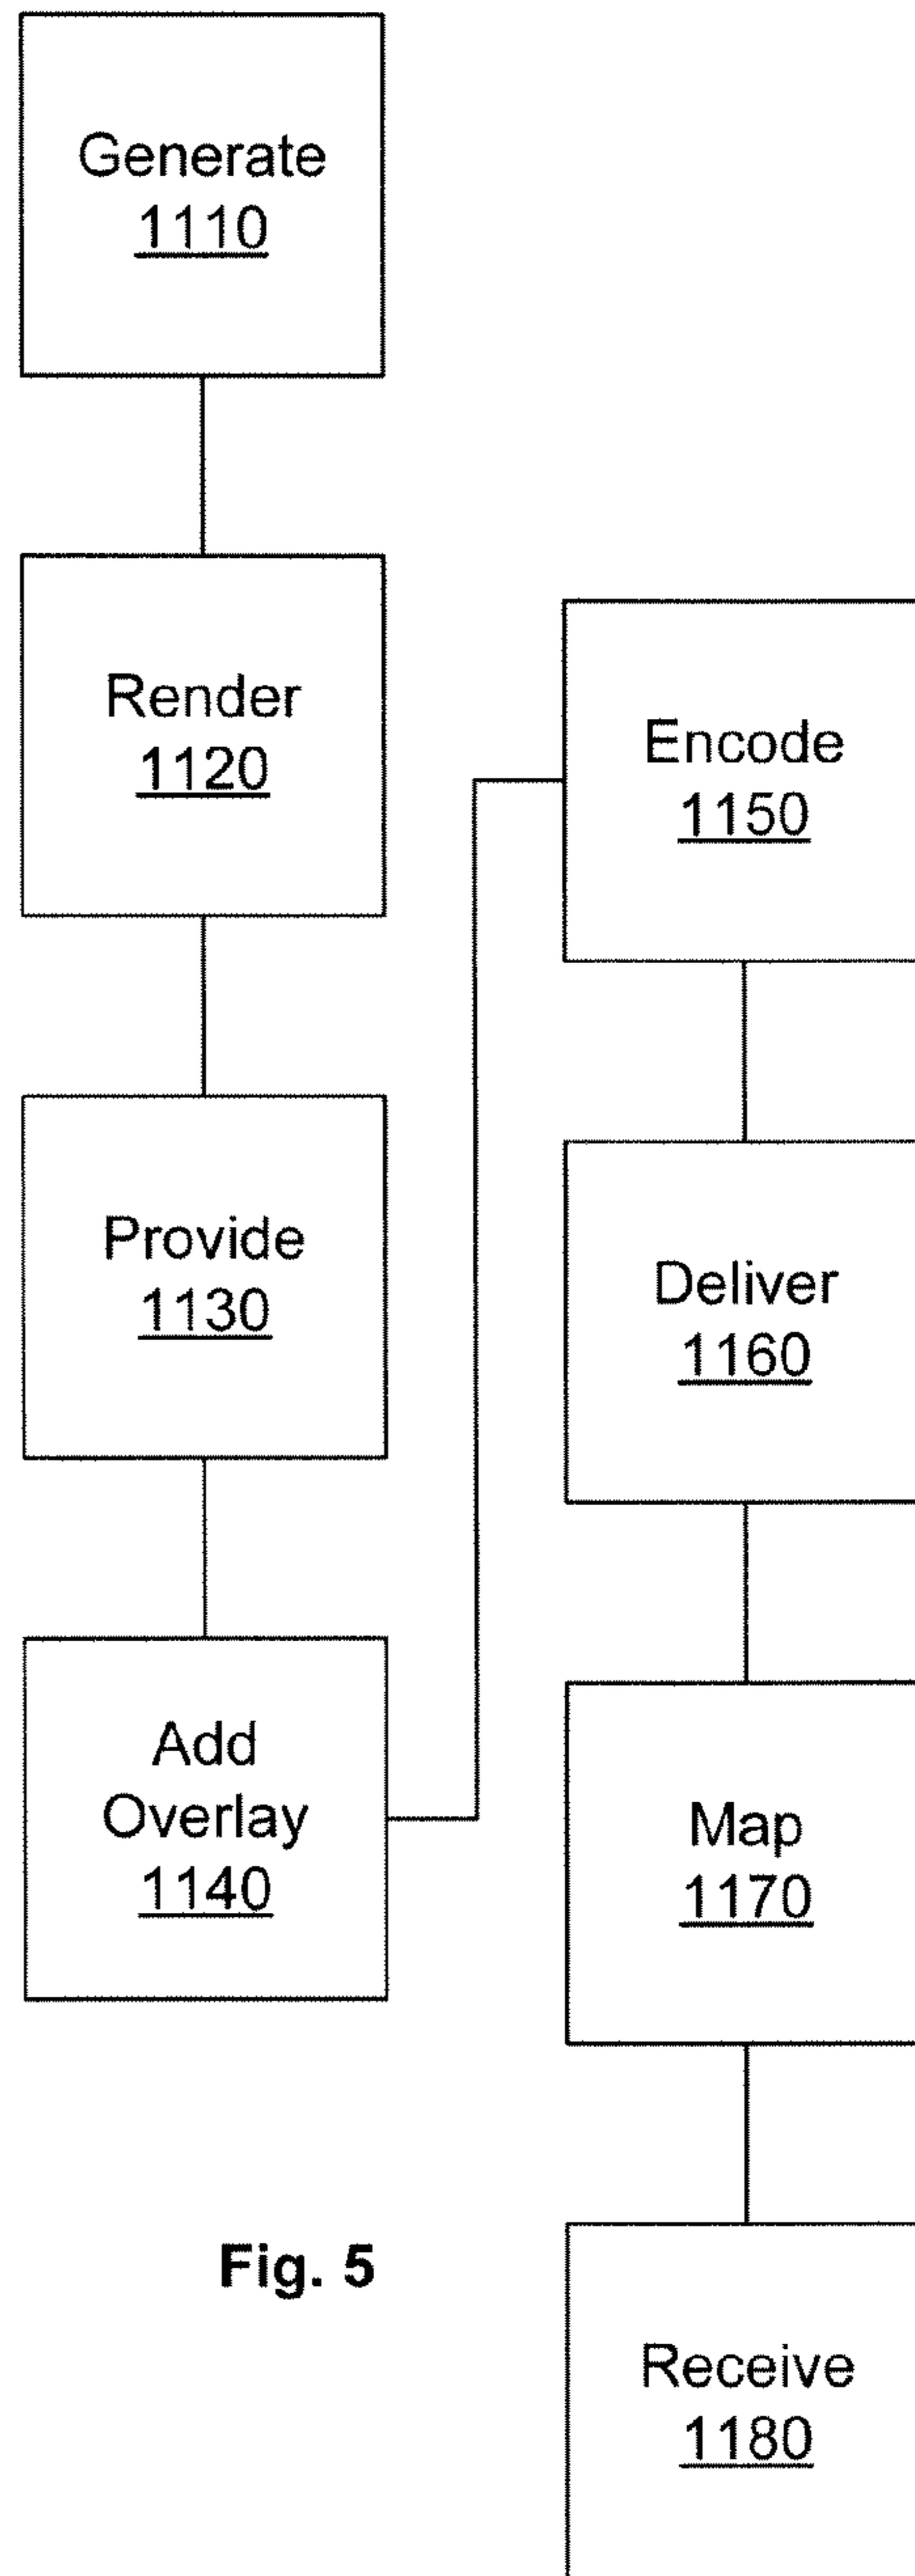 Generate
1110
Render
1120
Provide
1130
Add
Overlay
1140
Encode
1150
Deliver
1160
Map
1170
Receive
1180
Fig. 5